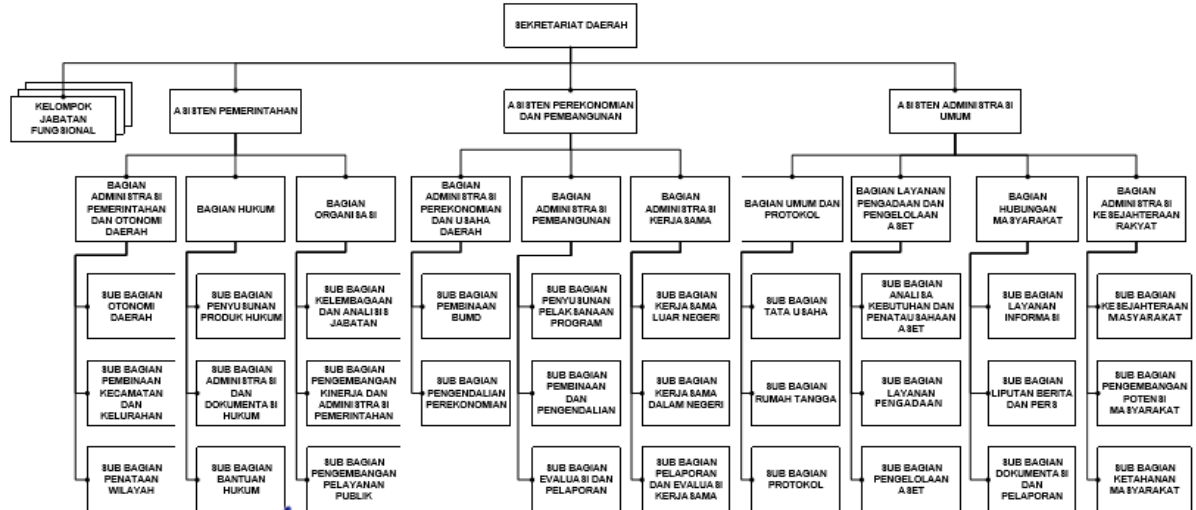 SEKRETARIAT DAERAH
KELOMPOK
JABATAN
FUNGSIONAL
ASISTEN PEMERINTAHAN
ASISTEN PEREKONOMIAN
DAN PEMBANGUNAN
ASISTEN ADMINISTRASI
UMUM
BAGIAN
ADMINISTRASI
PEMERINTAHAN
DAN OTONOMI
DAERAH
BAGIAN HUKUM
BAGIAN
ORGANISASI
BAGIAN
ADMINISTRASI
PEREKONOMIAN
DAN USAHA
DAERAH
BAGIAN
ADMINISTRASI
PEMBANGUNAN
BAGIAN
ADMINISTRASI
KERJASAMA
BAGIAN UMUM DAN
PROTOKOL
BAGIAN LAYANAN
PENGADAAN DAN
PENGELOLAAN
ASET
BAGIAN
HUBUNGAN
MASYARAKAT
BAGIAN
ADMINISTRASI
KESEJAHTERAAN
RAKYAT
SUB BAGIAN
OTONOMI
DAERAH
SUB BAGIAN
PENYUSUNAN
PRODUK HUKUM
SUB BAGIAN
KELEMBAGAAN
DAN ANALISIS
JABATAN
SUB BAGIAN
PEMBINAAN
BUMD
SUB BAGIAN
PENYUSUNAN
PELAKSANAAN
PROGRAM
SUB BAGIAN
KERJASAMA
LUAR NEGERI
SUB BAGIAN
TATA USAHA
SUB BAGIAN
ANALISA
KEBUTUHAN DAN
PENATAUSAHAAN
ASET
SUB BAGIAN
LAYANAN
INFORMASI
SUB BAGIAN
KESEJAHTERAAN
MASYARAKAT
SUB BAGIAN
PEMBINAAN
KECAMATAN
DAN
KELURAHAN
SUB BAGIAN
ADMINISTRASI
DAN
DOKUMENTASI
HUKUM
SUB BAGIAN
PENGEMBANGAN
KINERJA DAN
ADMINISTRASI
PEMERINTAHAN
SUB BAGIAN
PENGENDALIAN
PEREKONOMIAN
SUB BAGIAN
PEMBINAAN
DAN
PENGENDALIAN
SUB BAGIAN
KERJASAMA
DALAM NEGERI
SUB BAGIAN
RUMAH TANGGA
SUB BAGIAN
LAYANAN
PENGADAAN
SUB BAGIAN
LIPUTAN BERITA
DAN PERS
SUB BAGIAN
PENGEMBANGAN
POTENSI
MASYARAKAT
SUB BAGIAN
PENATAAN
WILAYAH
SUB BAGIAN
BANTUAN
HUKUM
SUB BAGIAN
PENGEMBANGAN
PELAYANAN
PUBLIK
SUB BAGIAN
EVALUASI DAN
PELAPORAN
SUB BAGIAN
PELAPORAN
DAN EVALUASI
KERJASAMA
SUB BAGIAN
PROTOKOL
SUB BAGIAN
PENGELOLAAN
ASET
SUB BAGIAN
DOKUMENTASI
DAN
PELAPORAN
SUB BAGIAN
KETAHANAN
MASYARAKAT